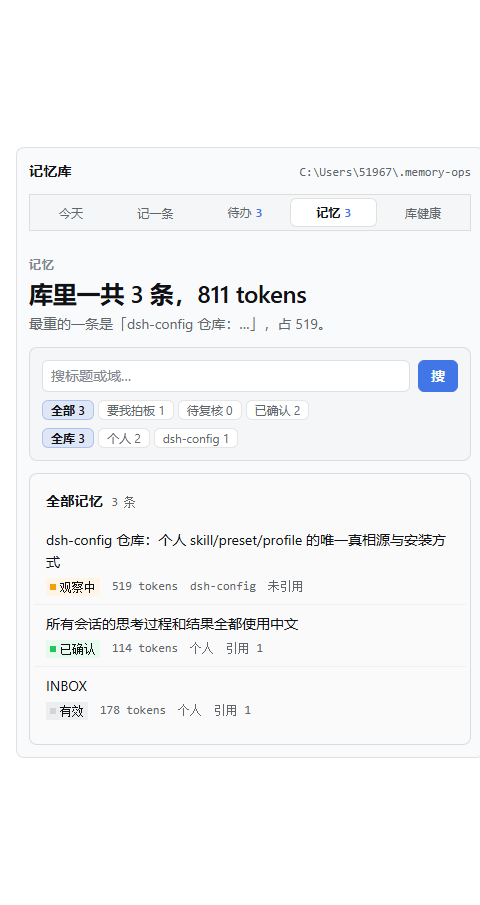 记忆库 C:\Users\51967\.memory-ops
今天 记一条 待办 3 记忆 3 库健康
记忆
库里一共 3 条，811 tokens
最重的一条是「dsh-config 仓库：…」，占 519。
搜标题或域… 搜
全部 3 要我拍板 1 待复核 0 已确认 2
全库 3 个人 2 dsh-config 1
全部记忆 3 条
dsh-config 仓库：个人 skill/preset/profile 的唯一真相源与安装方
式
观察中 519 tokens dsh-config 未引用
所有会话的思考过程和结果全都使用中文
已确认 114 tokens 个人 引用 1
INBOX
有效 178 tokens 个人 引用 1